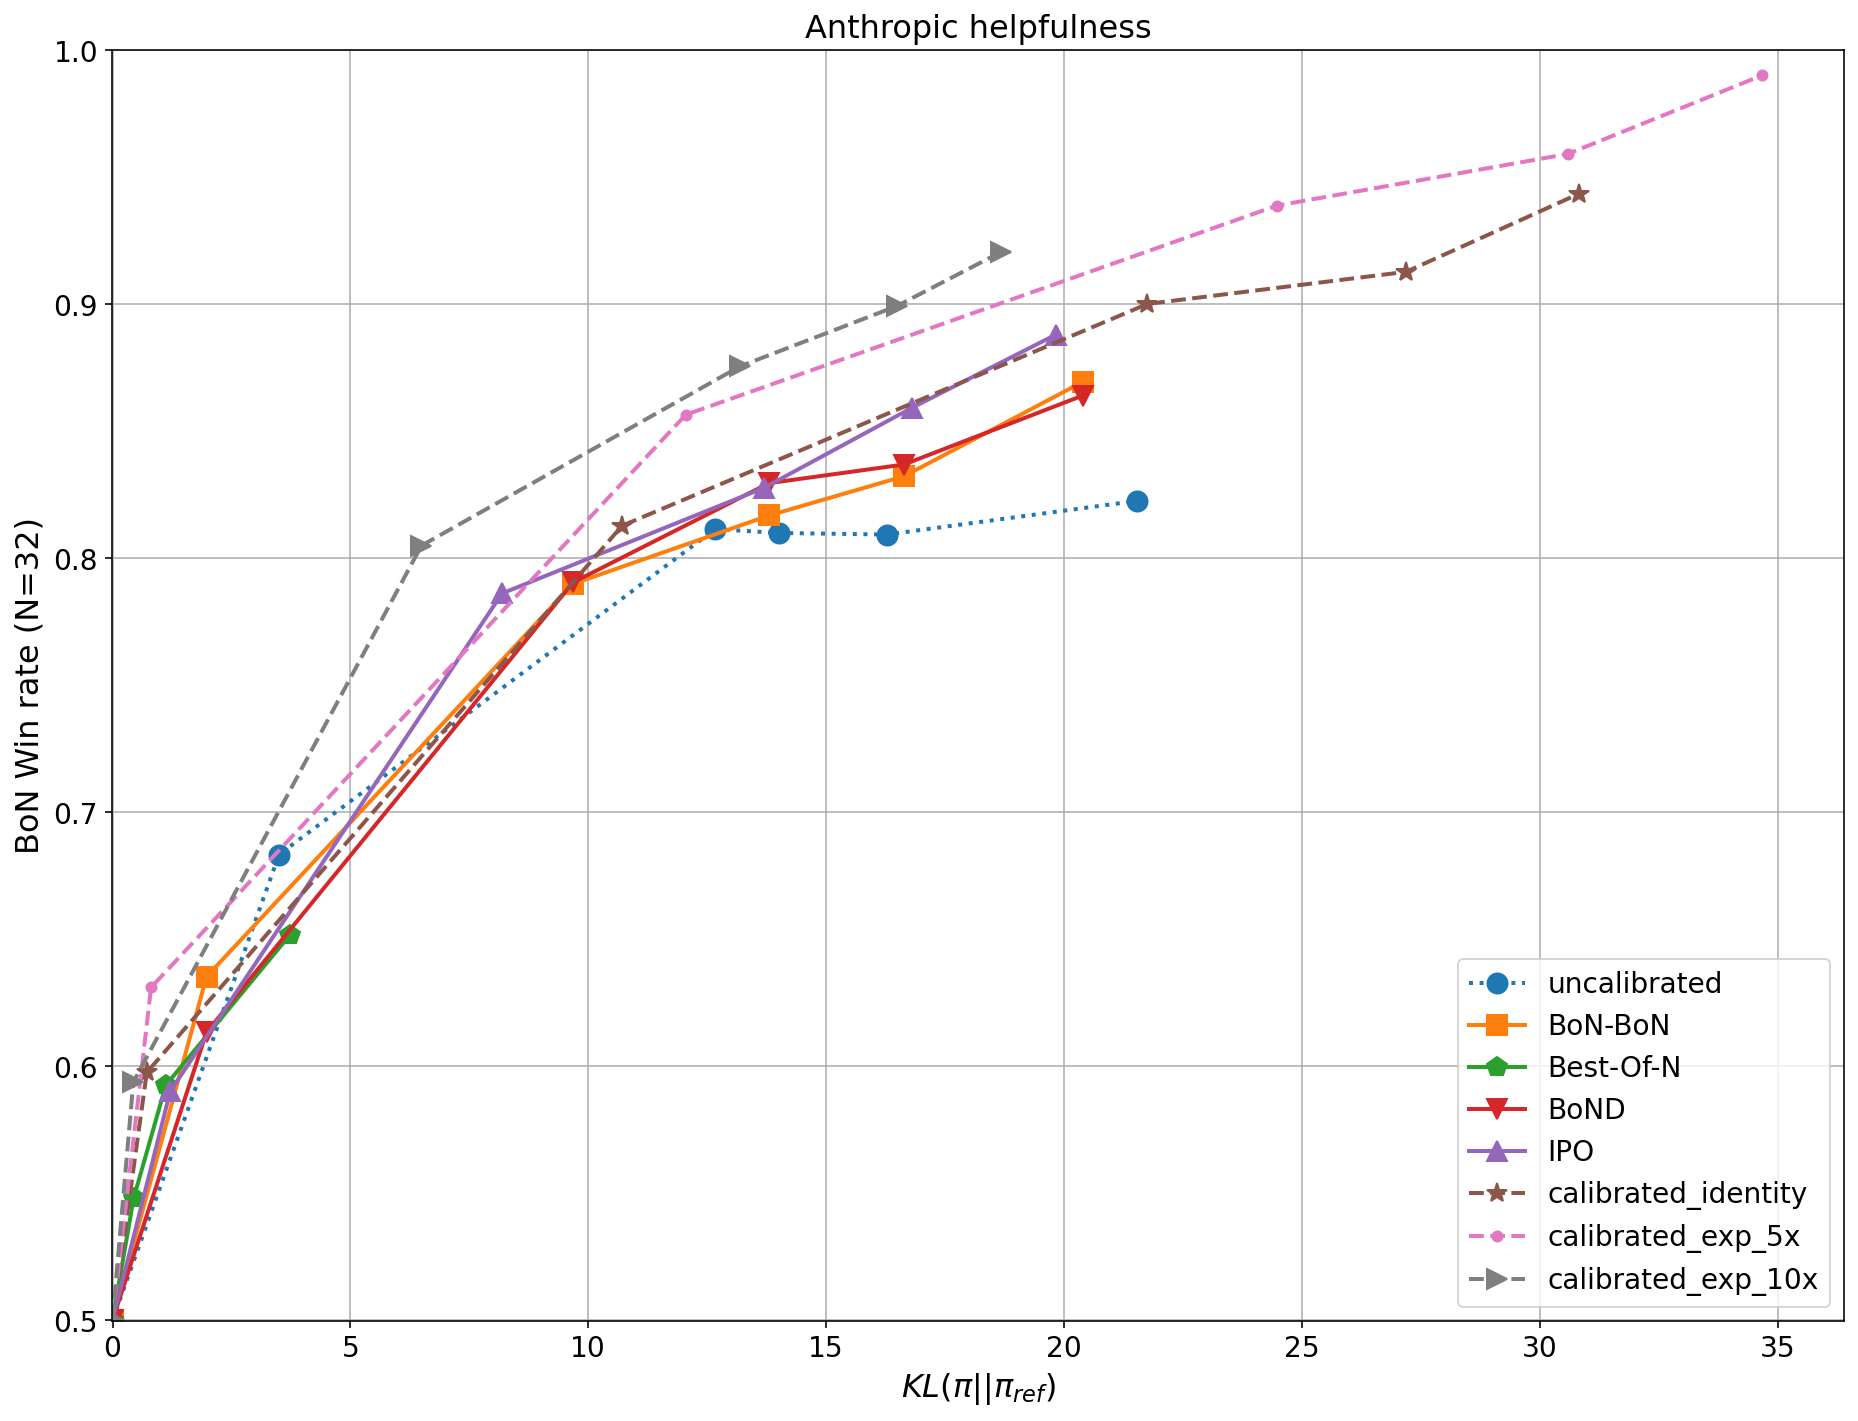 Anthropic helpfulness
BoN Win rate (N=32)
1.0
0.9
0.8
0.7
0.6
0.5
0 5 10 15 20 25 30 35
KL(π||π_ref)
uncalibrated
BoN-BoN
Best-Of-N
BoND
IPO
calibrated_identity
calibrated_exp_5x
calibrated_exp_10x